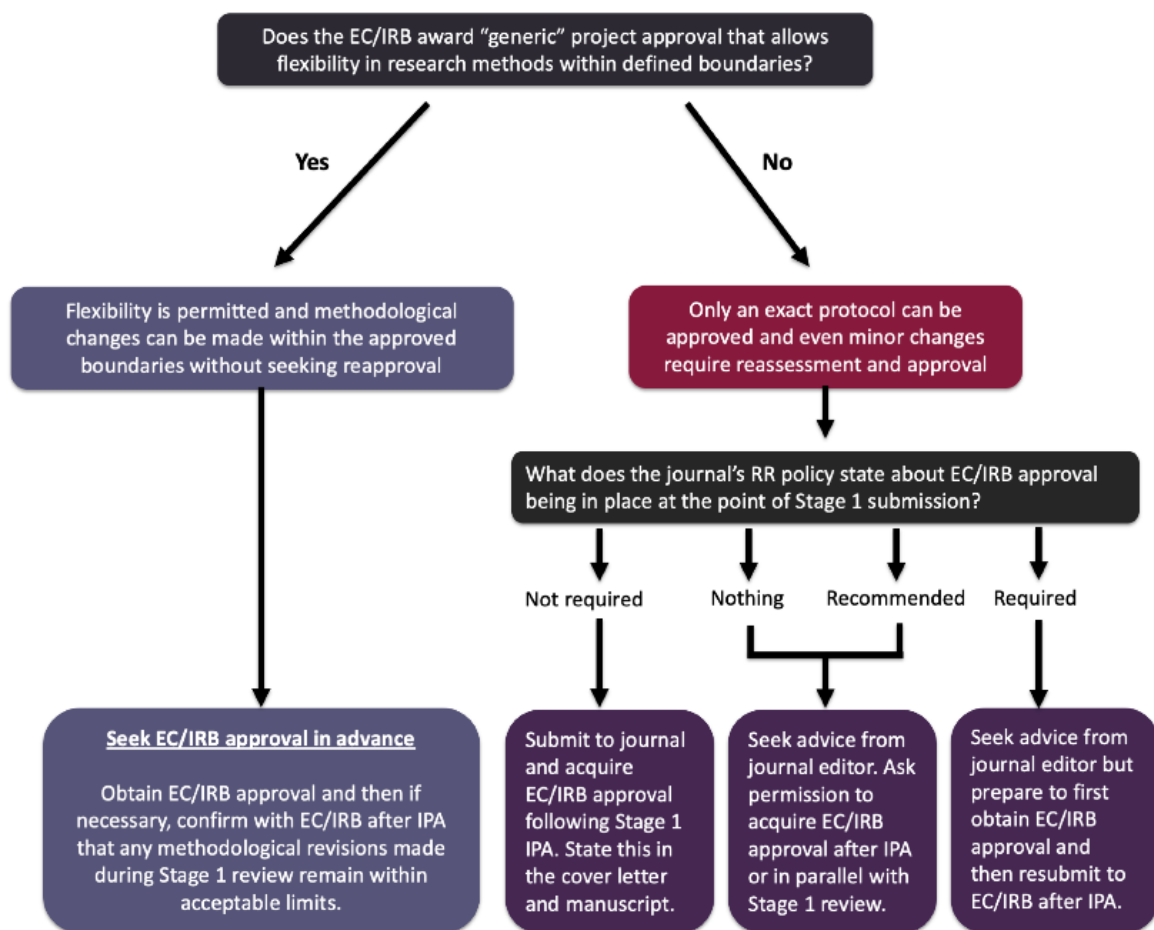 Does the EC/IRB award “generic” project approval that allows
flexibility in research methods within defined boundaries?
Yes
No
Flexibility is permitted and methodological
changes can be made within the approved
boundaries without seeking reapproval
Only an exact protocol can be
approved and even minor changes
require reassessment and approval
What does the journal’s RR policy state about EC/IRB approval
being in place at the point of Stage 1 submission?
Not required
Nothing
Recommended
Required
Seek EC/IRB approval in advance
Obtain EC/IRB approval and then if
necessary, confirm with EC/IRB after IPA
that any methodological revisions made
during Stage 1 review remain within
acceptable limits.
Submit to journal
and acquire
EC/IRB approval
following Stage 1
IPA. State this in
the cover letter
and manuscript.
Seek advice from
journal editor. Ask
permission to
acquire EC/IRB
approval after IPA
or in parallel with
Stage 1 review.
Seek advice from
journal editor but
prepare to first
obtain EC/IRB
approval and
then resubmit to
EC/IRB after IPA.